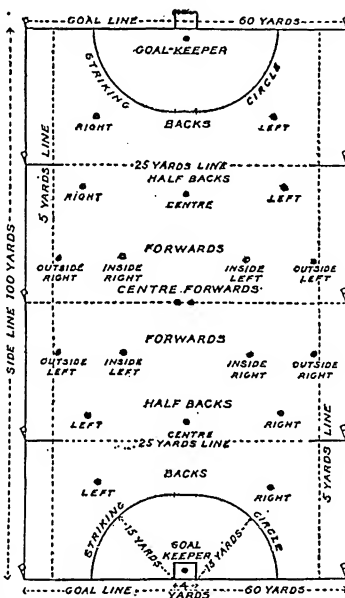 GOAL LINE 60 YARDS
GOAL-KEEPER
STRIKING CIRCLE
BACKS
RIGHT LEFT
5 YARDS LINE
25 YARDS LINE
HALF BACKS
RIGHT CENTRE LEFT
SIDE LINE 100 YARDS
FORWARDS
OUTSIDE RIGHT INSIDE RIGHT INSIDE LEFT OUTSIDE LEFT
CENTRE FORWARDS
FORWARDS
OUTSIDE LEFT INSIDE LEFT INSIDE RIGHT OUTSIDE RIGHT
HALF BACKS
LEFT CENTRE RIGHT
25 YARDS LINE
5 YARDS LINE
BACKS
LEFT RIGHT
STRIKING CIRCLE
15 YARDS 15 YARDS
GOAL KEEPER
4 YARDS
GOAL LINE 60 YARDS